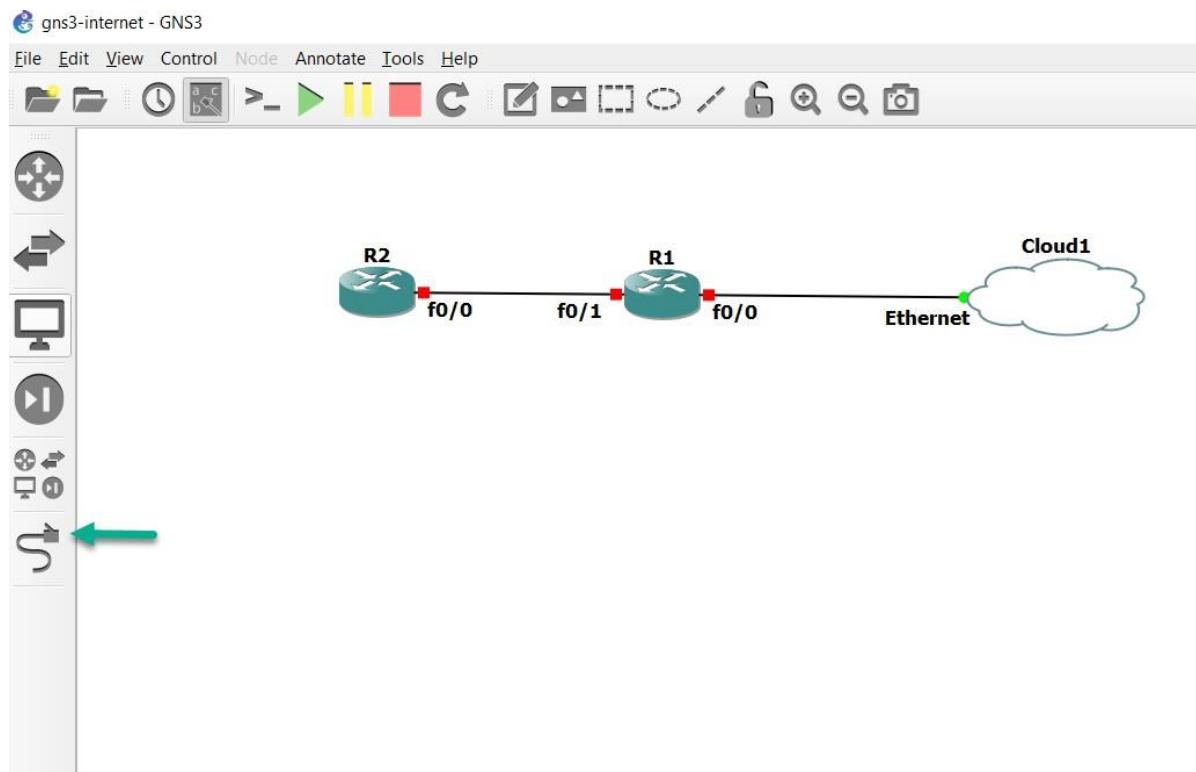 gns3-internet - GNS3
File Edit View Control Node Annotate Tools Help
R2
R1
Cloud1
f0/0
f0/1
f0/0
Ethernet